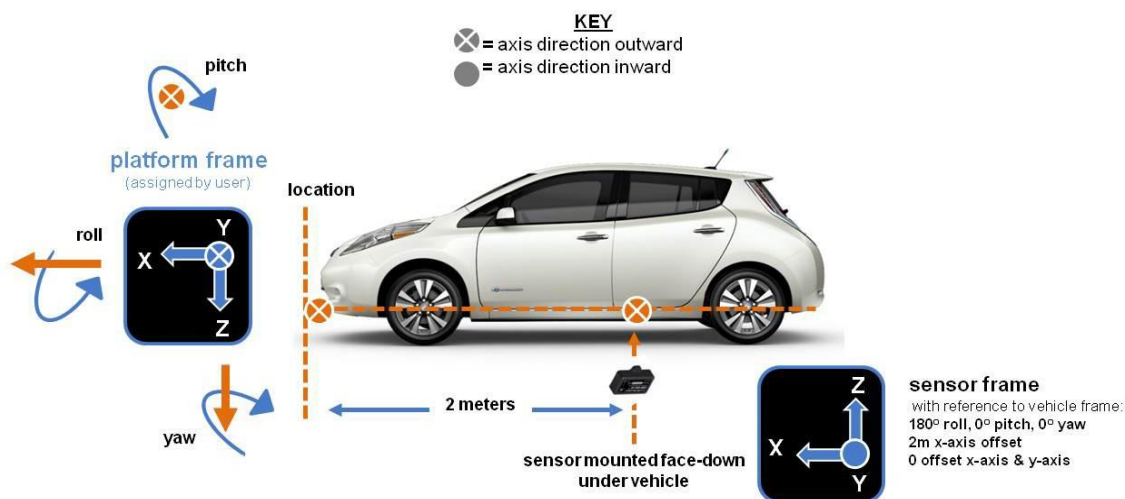 KEY
= axis direction outward
= axis direction inward
pitch
platform frame
(assigned by user)
location
roll
Y
X
Z
yaw
2 meters
sensor mounted face-down
under vehicle
Z
X
Y
sensor frame
with reference to vehicle frame:
180º roll, 0º pitch, 0º yaw
2m x-axis offset
0 offset x-axis & y-axis